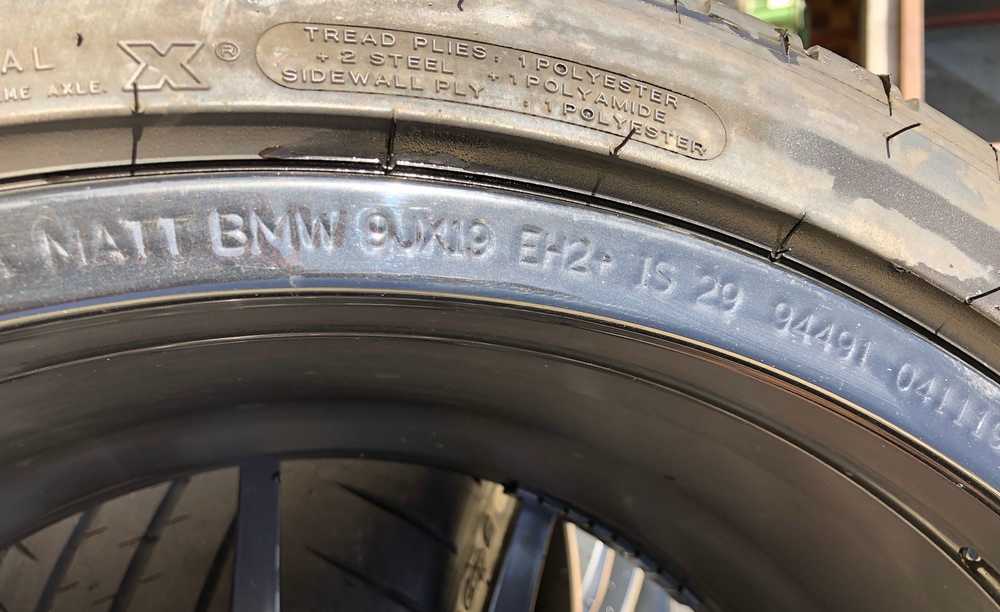 AL X®
ME AXLE.
TREAD PLIES: 1 POLYESTER
+ 2 STEEL + 1 POLYAMIDE
SIDEWALL PLY : 1 POLYESTER
MATT BMW 9JX19 EH2+ IS 29 94491 04111